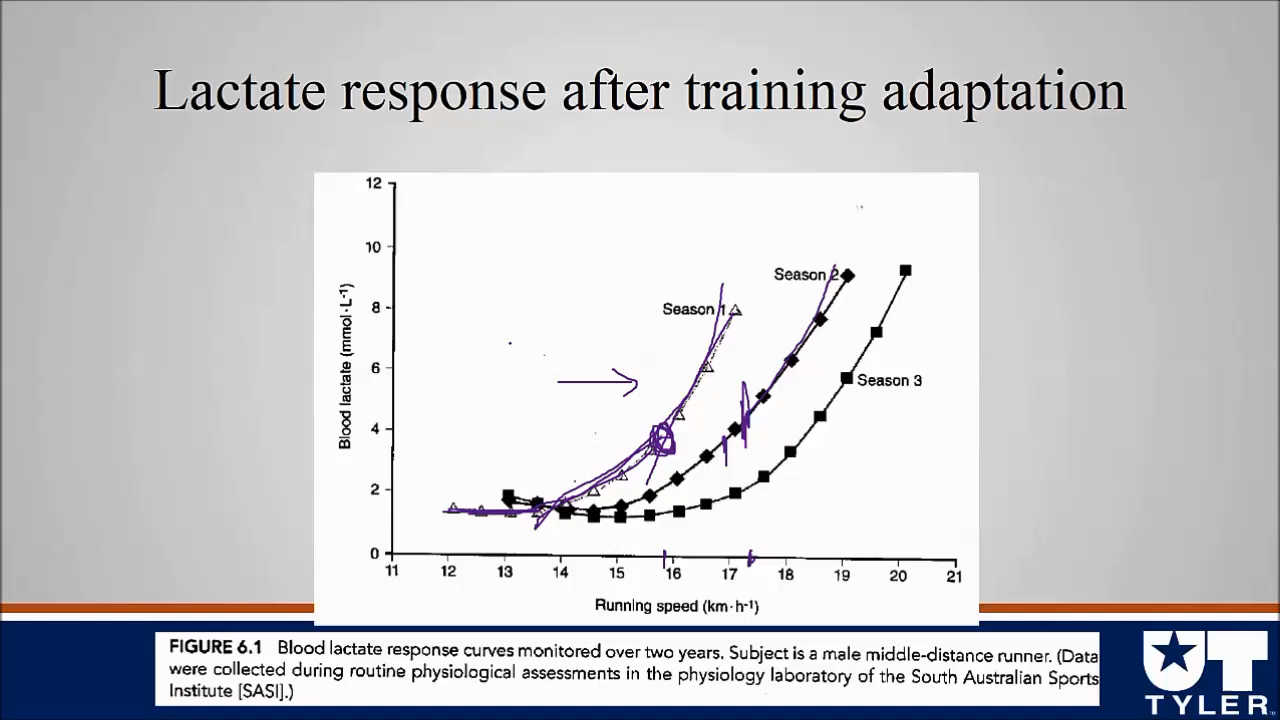 Lactate response after training adaptation
12
10
8
6
4
2
0
Blood lactate (mmol·L⁻¹)
Season 1
Season 2
Season 3
11 12 13 14 15 16 17 18 19 20 21
Running speed (km·h⁻¹)
FIGURE 6.1 Blood lactate response curves monitored over two years. Subject is a male middle-distance runner. (Data
were collected during routine physiological assessments in the physiology laboratory of the South Australian Sports
Institute [SASI].)
UT
TYLER